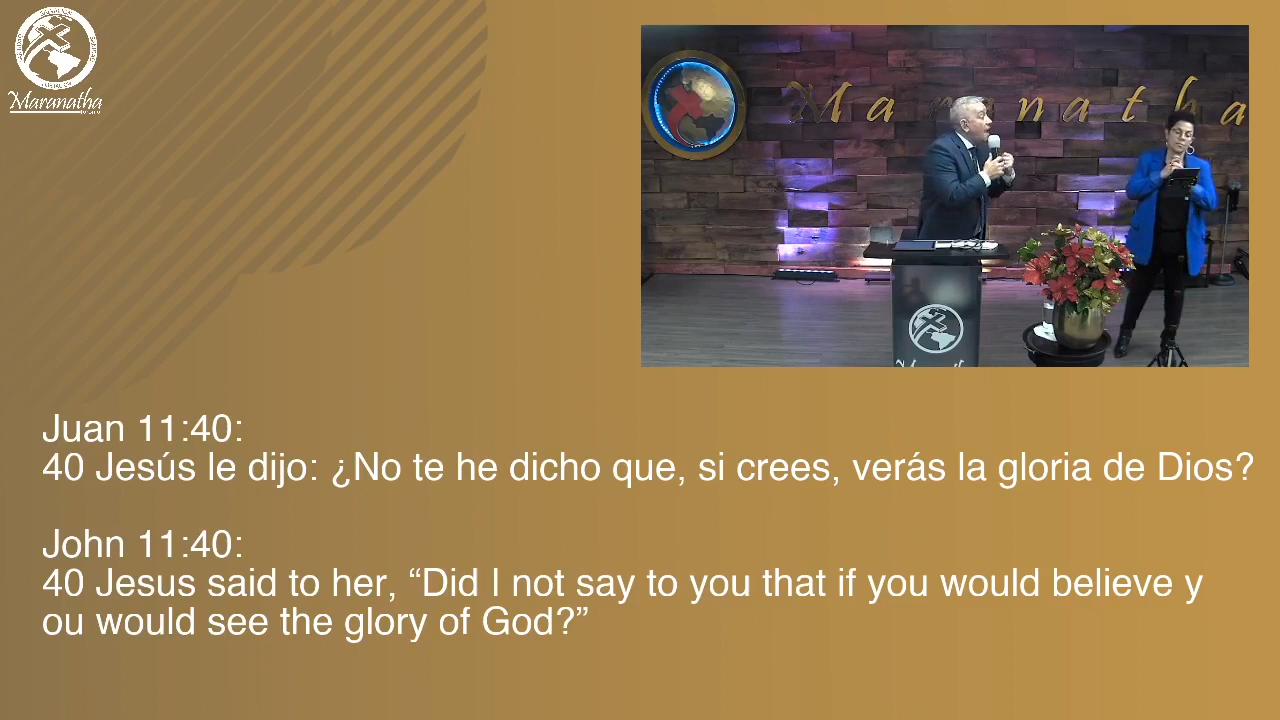 Maranatha
Maranatha
Juan 11:40:
40 Jesús le dijo: ¿No te he dicho que, si crees, verás la gloria de Dios?
John 11:40:
40 Jesus said to her, “Did I not say to you that if you would believe y
ou would see the glory of God?”